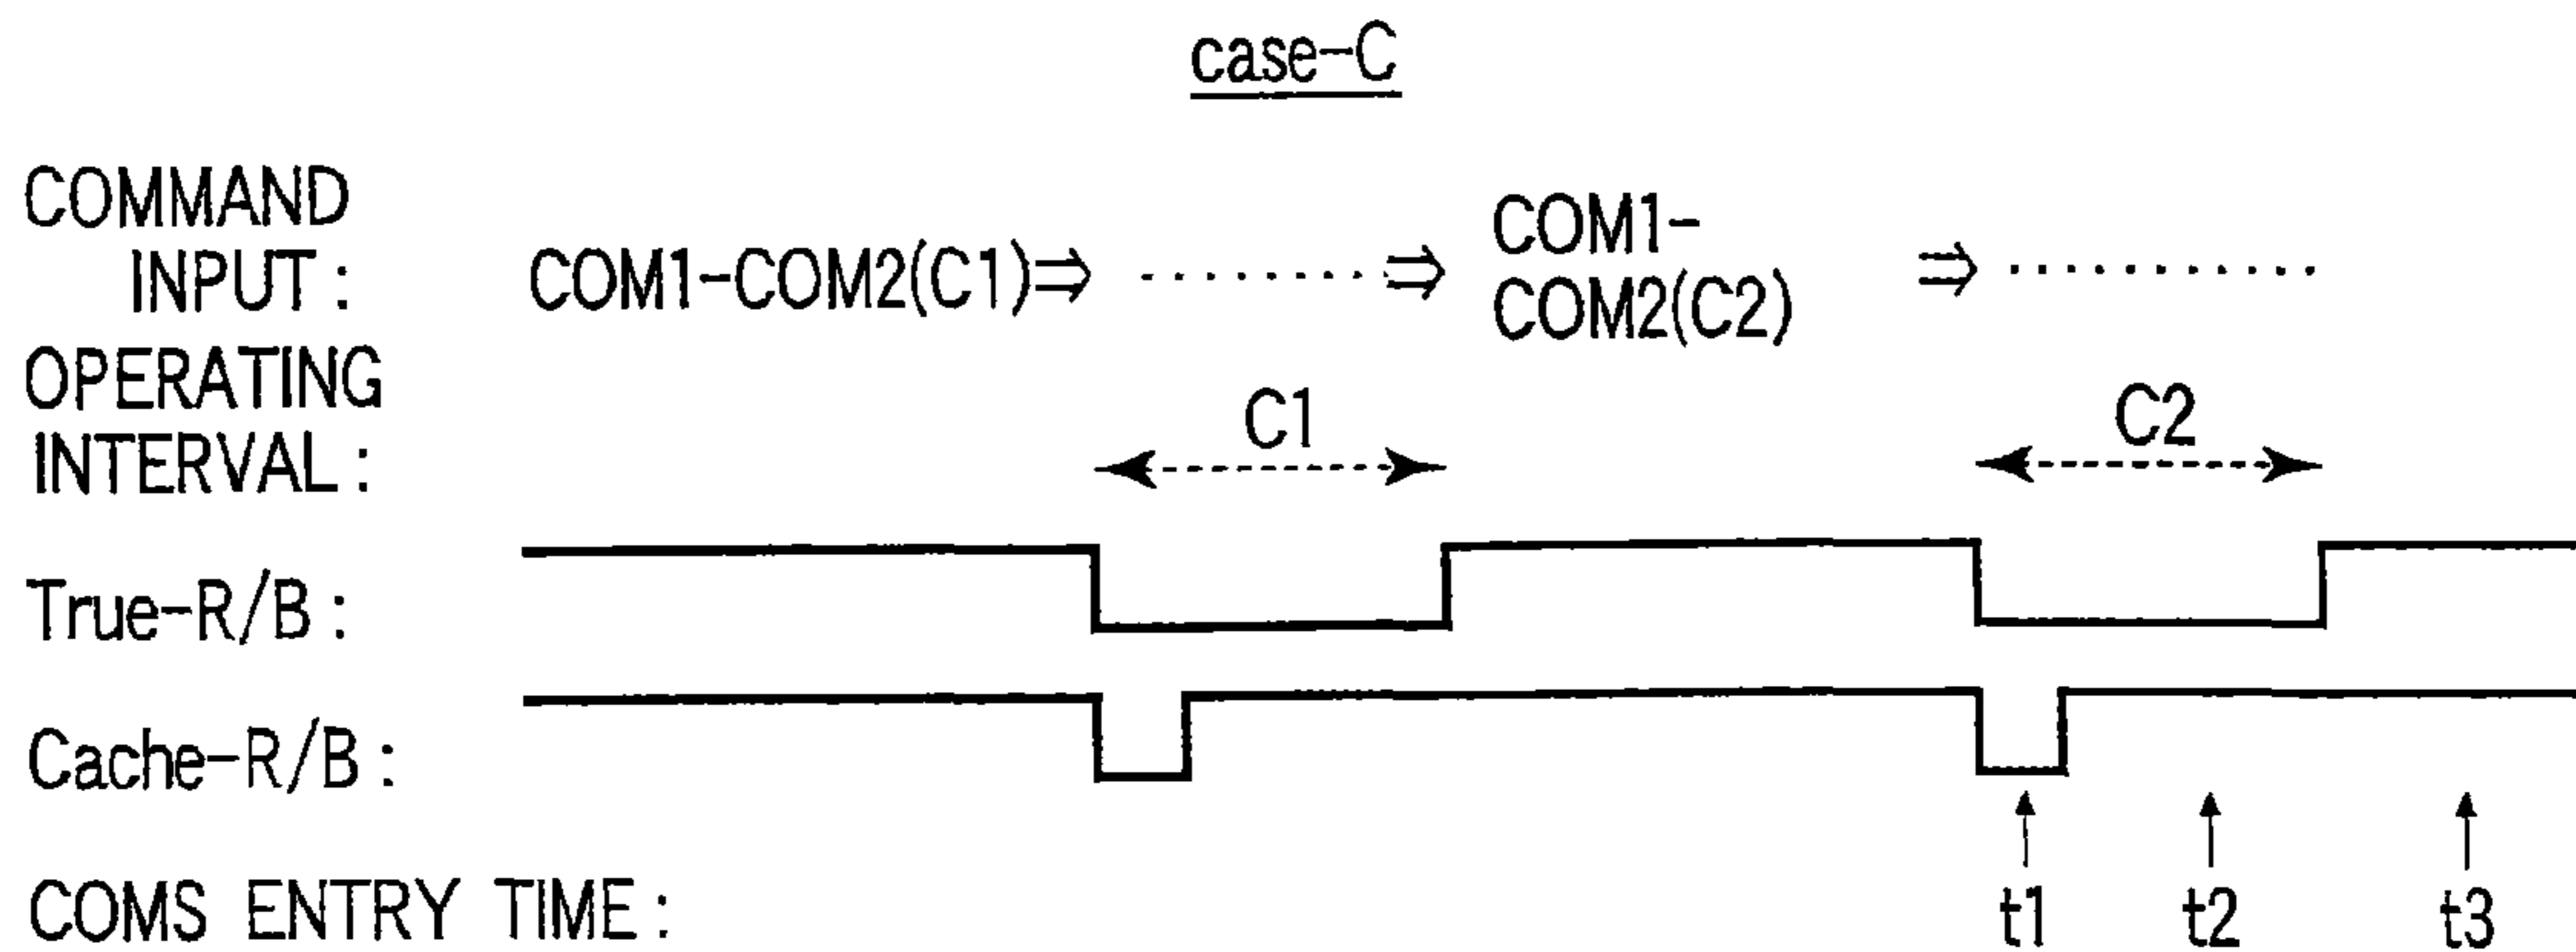 case-C
COMMAND
INPUT : COM1-COM2(C1)⇒ ·········⇒ COM1- ⇒ ···········
COM2(C2)
OPERATING
INTERVAL : C1 C2
True-R/B :
Cache-R/B :
COMS ENTRY TIME : t1 t2 t3